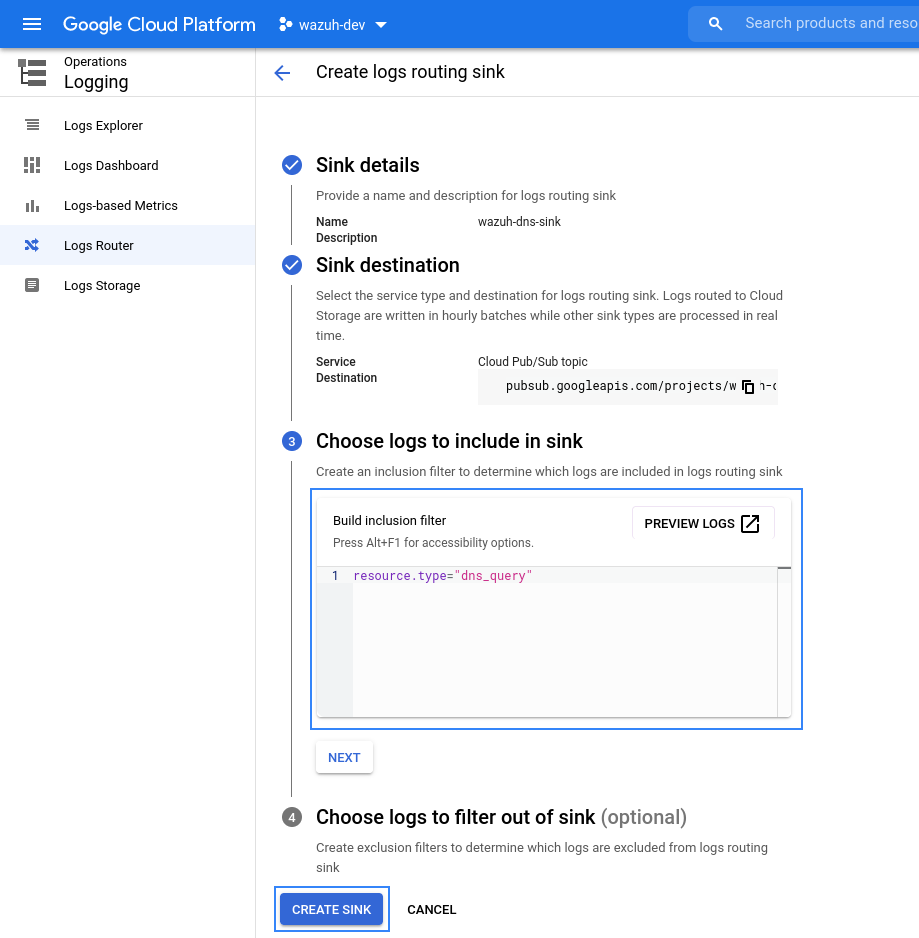 Google Cloud Platform
wazuh-dev
Search products and reso
Operations
Logging
Create logs routing sink
Logs Explorer
Logs Dashboard
Logs-based Metrics
Logs Router
Logs Storage
Sink details
Provide a name and description for logs routing sink
Name wazuh-dns-sink
Description
Sink destination
Select the service type and destination for logs routing sink. Logs routed to Cloud
Storage are written in hourly batches while other sink types are processed in real
time.
Service Cloud Pub/Sub topic
Destination pubsub.googleapis.com/projects/w
3 Choose logs to include in sink
Create an inclusion filter to determine which logs are included in logs routing sink
Build inclusion filter
PREVIEW LOGS
Press Alt+F1 for accessibility options.
1 resource.type="dns_query"
NEXT
4 Choose logs to filter out of sink (optional)
Create exclusion filters to determine which logs are excluded from logs routing
sink
CREATE SINK CANCEL